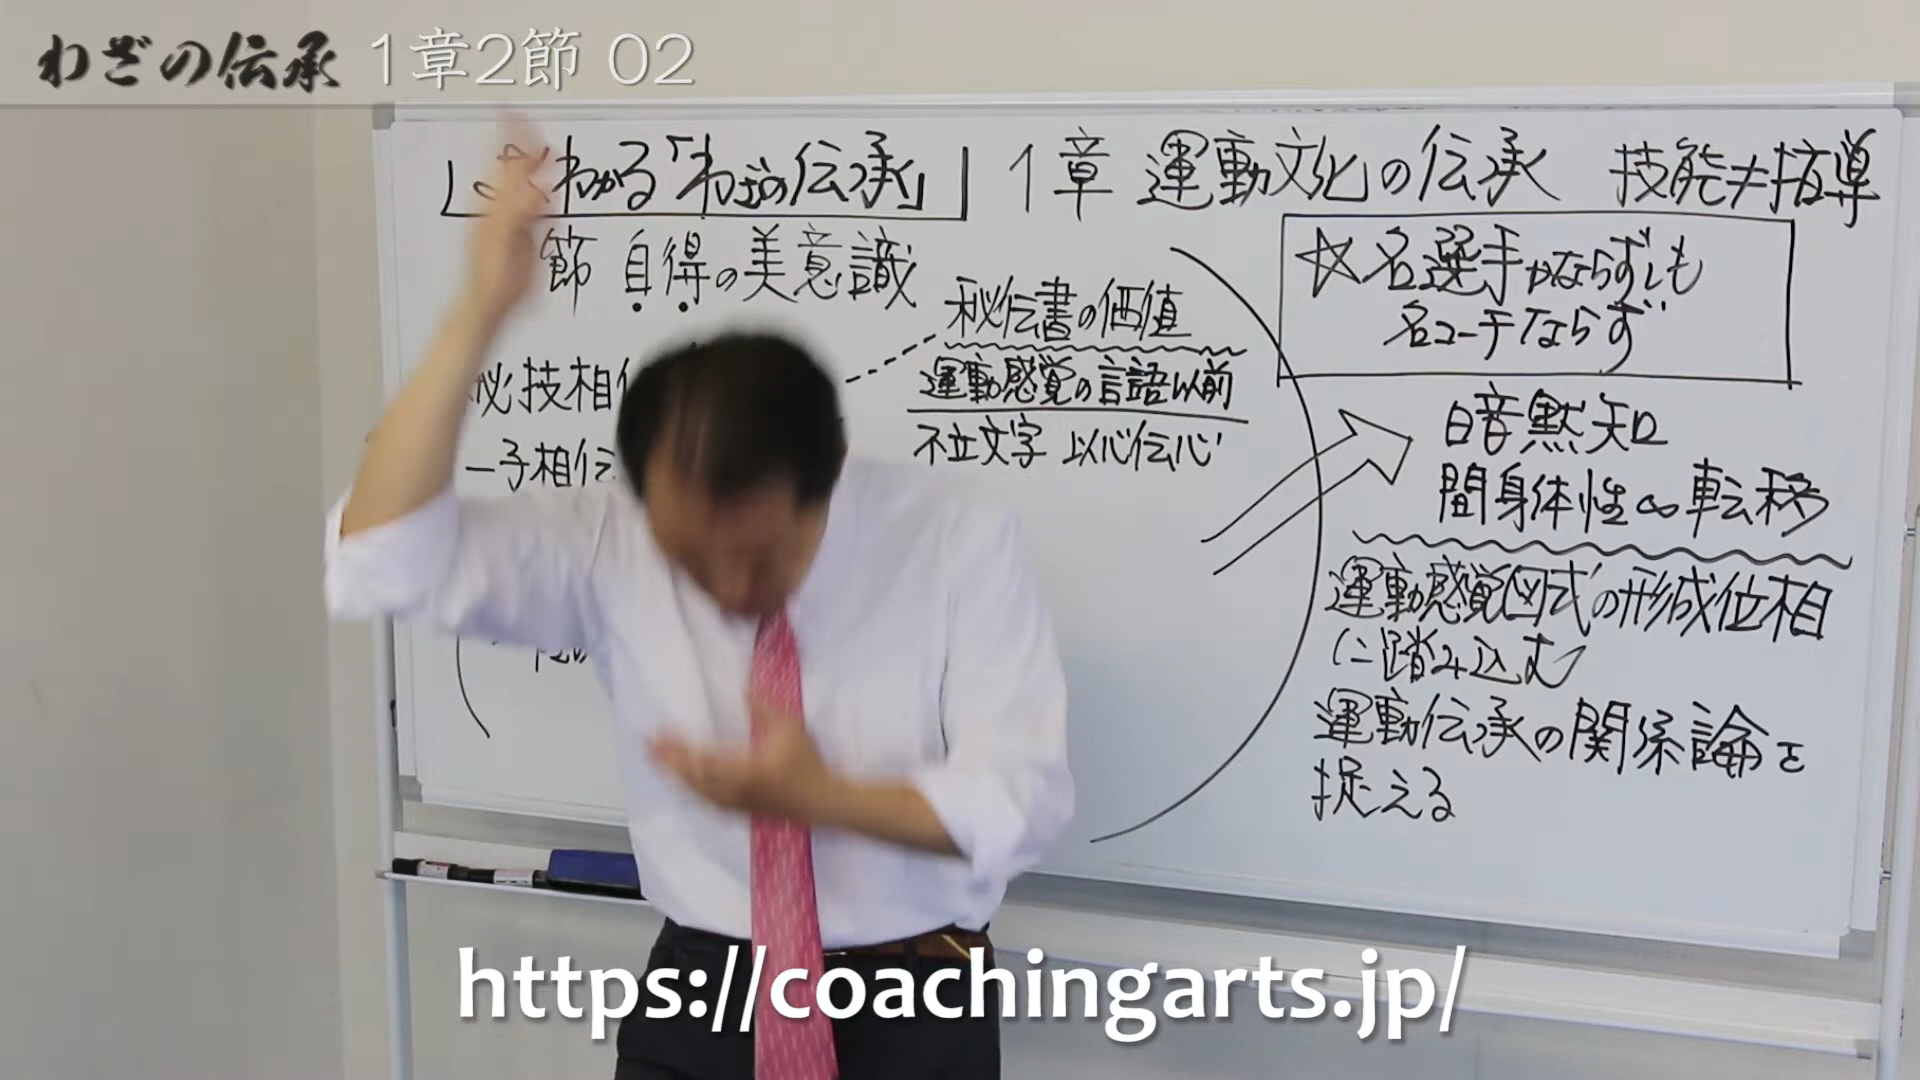 わざの伝承 1章2節 02
よくわかる「わざの伝承」 1章 運動文化の伝承 技能≠指導
節 自得の美意識
秘伝書の価値
運動感覚の言語以前
不立文字 以心伝心
秘技相伝
一子相伝
☆名選手かならずしも
名コーチならず
暗黙知
間身体性∞転移
運動感覚図式の形成位相
に踏み込む
運動伝承の関係論を
捉える
https://coachingarts.jp/